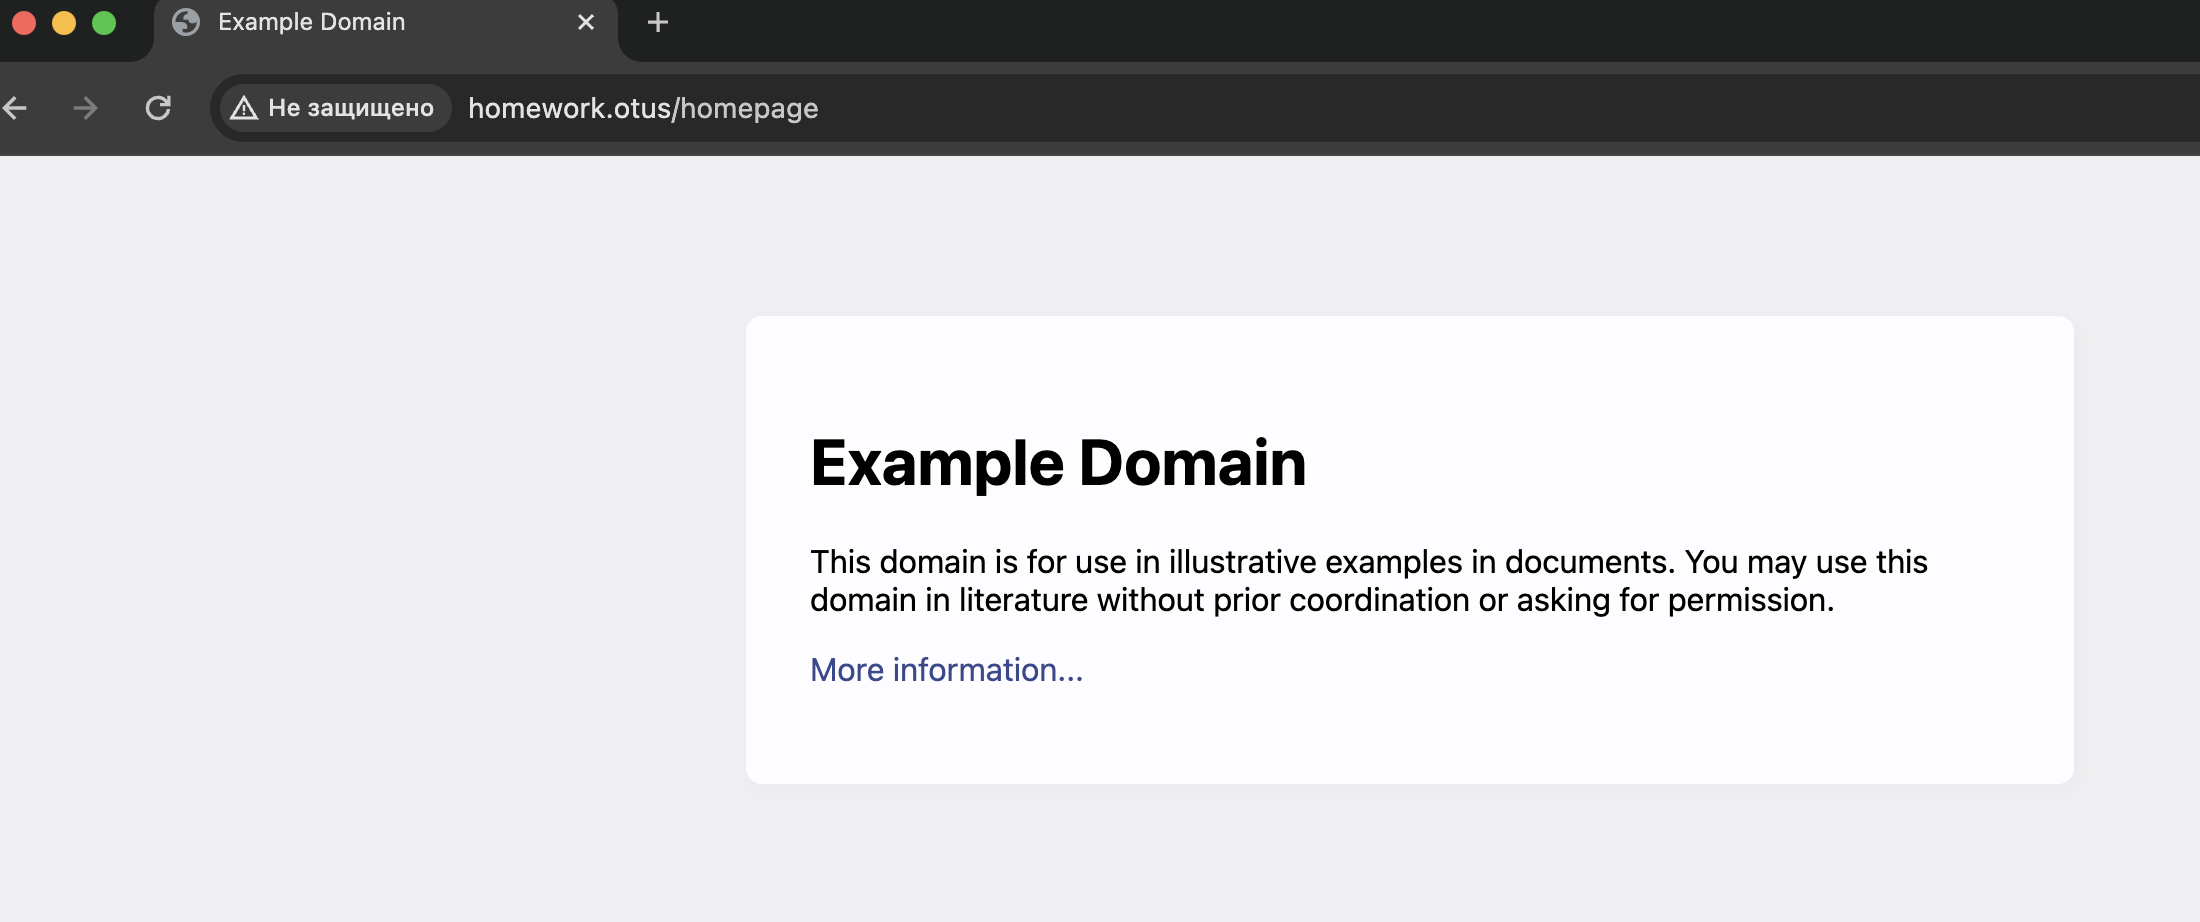 Example Domain
Не защищено homework.otus/homepage
Example Domain
This domain is for use in illustrative examples in documents. You may use this
domain in literature without prior coordination or asking for permission.
More information...